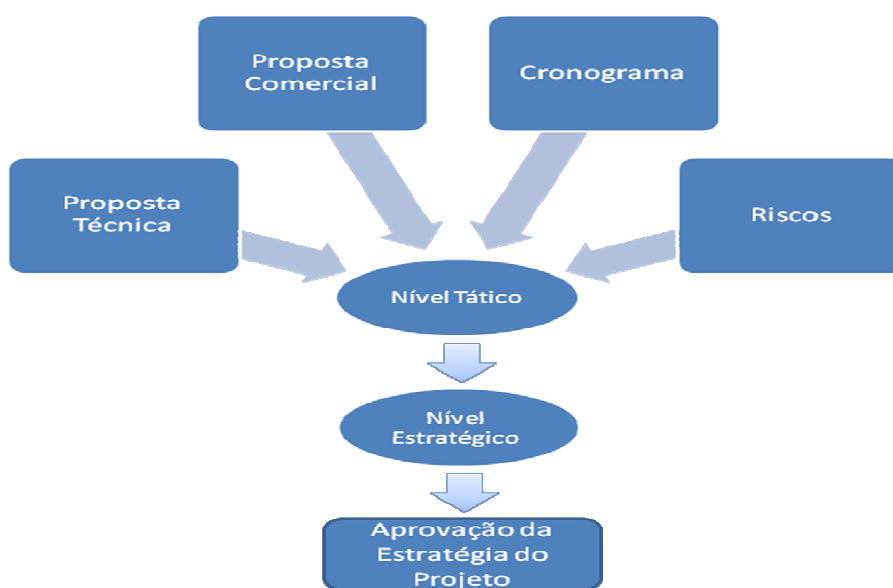 Proposta
Comercial
Cronograma
Proposta
Técnica
Riscos
Nível Tático
Nível
Estratégico
Aprovação da
Estratégia do
Projeto